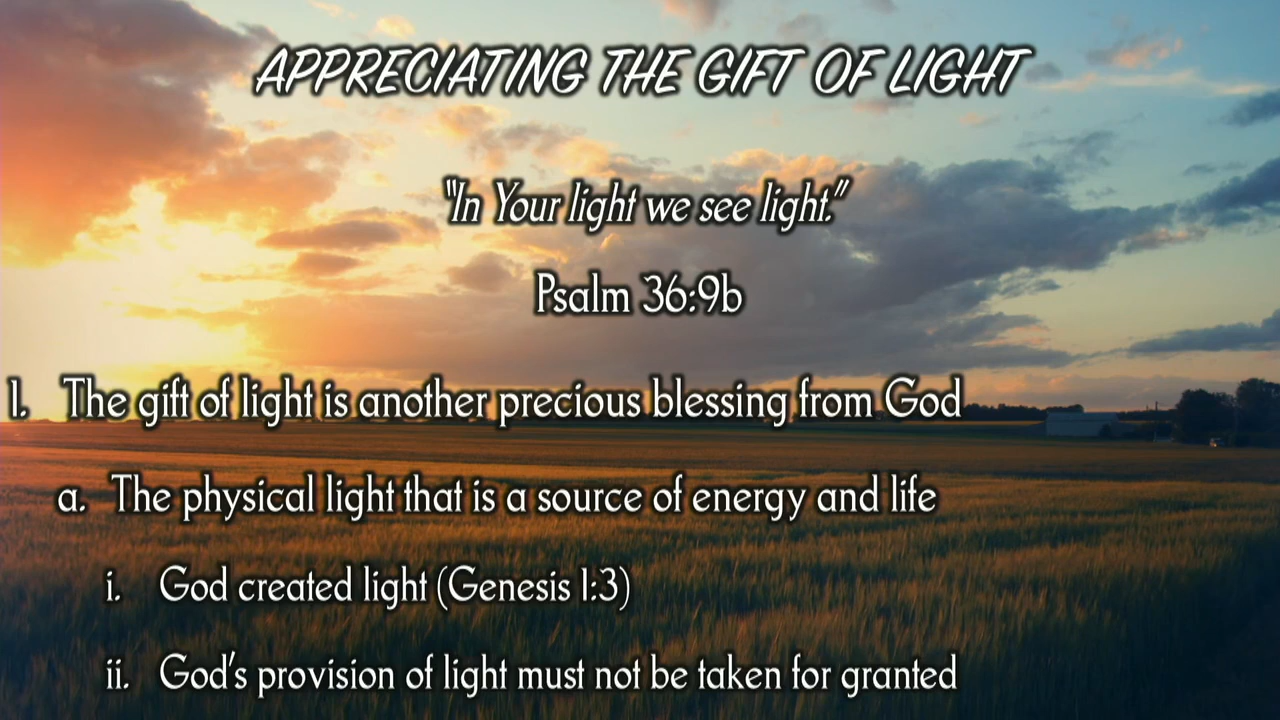 APPRECIATING THE GIFT OF LIGHT
"In Your light we see light."
Psalm 36:9b
1. The gift of light is another precious blessing from God
a. The physical light that is a source of energy and life
i. God created light (Genesis 1:3)
ii. God's provision of light must not be taken for granted